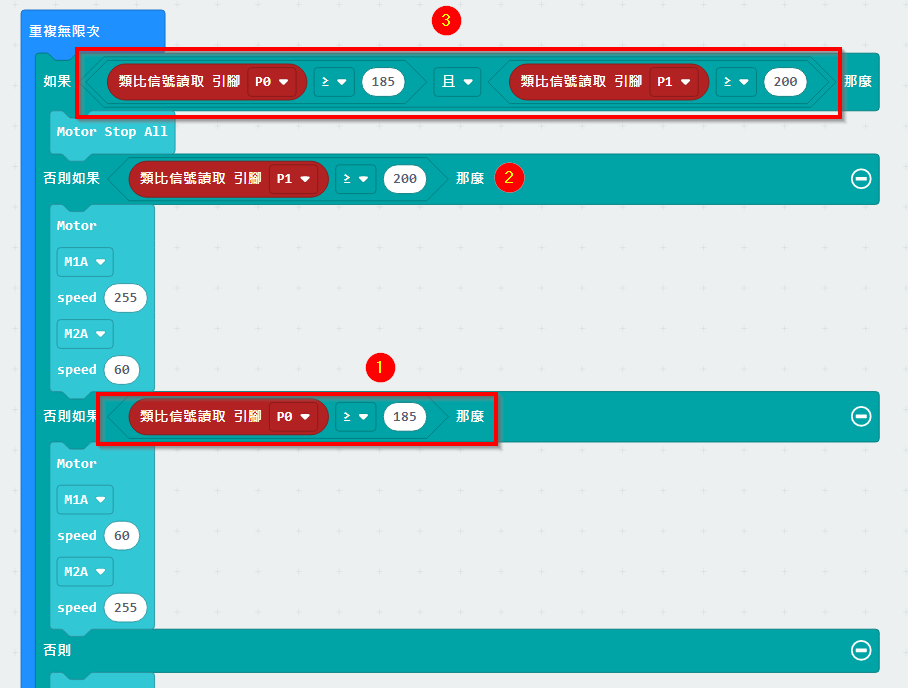 重複無限次
3
如果 類比信號讀取 引腳 P0 ≥ 185 且 類比信號讀取 引腳 P1 ≥ 200 那麼
Motor Stop All
否則如果 類比信號讀取 引腳 P1 ≥ 200 那麼 2
Motor
M1A
speed 255
M2A
speed 60
1
否則如果 類比信號讀取 引腳 P0 ≥ 185 那麼
Motor
M1A
speed 60
M2A
speed 255
否則